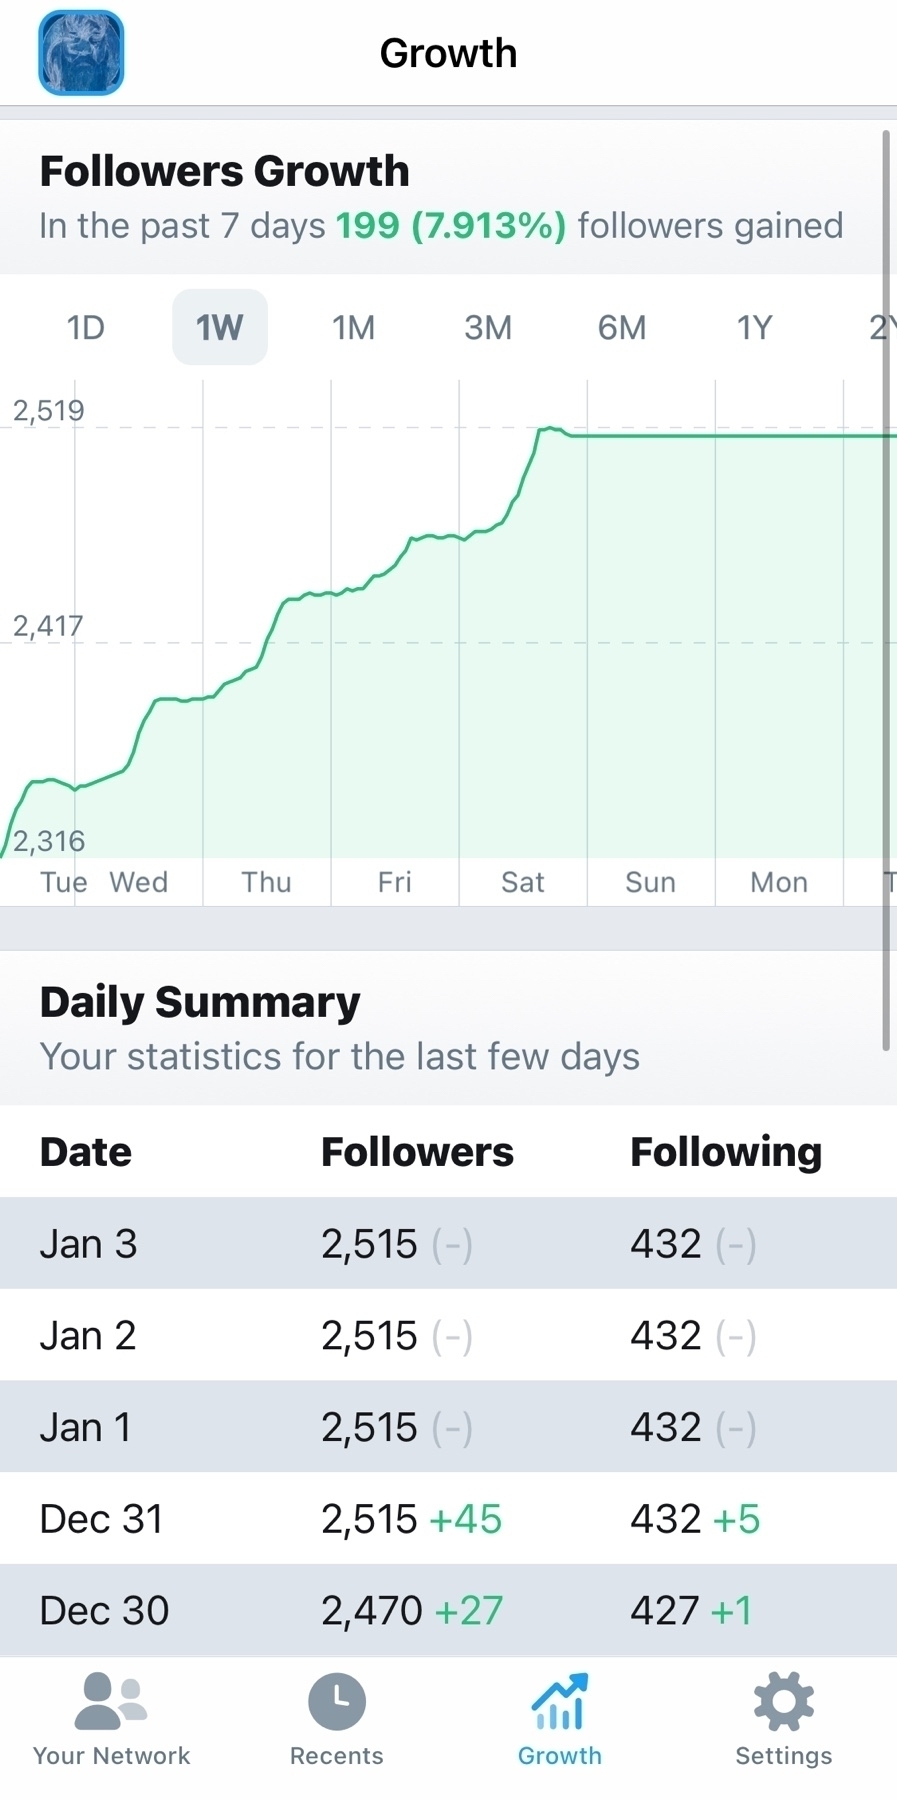 Growth
Followers Growth
In the past 7 days 199 (7.913%) followers gained
1D 1W 1M 3M 6M 1Y 2Y
2,519
2,417
2,316
Tue Wed Thu Fri Sat Sun Mon T
Daily Summary
Your statistics for the last few days
Date Followers Following
Jan 3 2,515 (-) 432 (-)
Jan 2 2,515 (-) 432 (-)
Jan 1 2,515 (-) 432 (-)
Dec 31 2,515 +45 432 +5
Dec 30 2,470 +27 427 +1
Your Network Recents Growth Settings